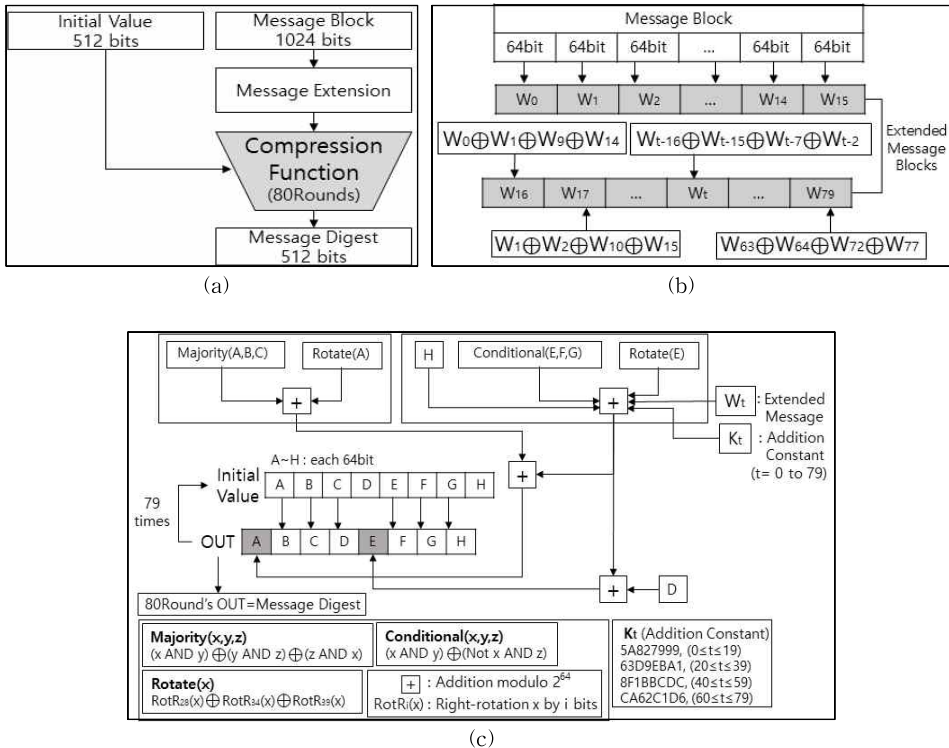 Initial Value
512 bits
Message Block
1024 bits
Message Extension
Compression
Function
(80Rounds)
Message Digest
512 bits
(a)
Message Block
64bit 64bit 64bit ... 64bit 64bit
W0 W1 W2 ... W14 W15
W0⊕W1⊕W9⊕W14
Wt-16⊕Wt-15⊕Wt-7⊕Wt-2
Extended
Message
Blocks
W16 W17 ... Wt ... W79
W1⊕W2⊕W10⊕W15
W63⊕W64⊕W72⊕W77
(b)
Majority(A,B,C)
Rotate(A)
+
H
Conditional(E,F,G)
Rotate(E)
+
Wt : Extended
Message
Kt : Addition
Constant
(t= 0 to 79)
+
A~H : each 64bit
Initial
Value
A B C D E F G H
79
times
OUT
A B C D E F G H
+
D
80Round's OUT=Message Digest
Majority(x,y,z)
(x AND y) ⊕(y AND z) ⊕(z AND x)
Conditional(x,y,z)
(x AND y) ⊕(Not x AND z)
Rotate(x)
RotR28(x) ⊕ RotR34(x) ⊕ RotR39(x)
+ : Addition modulo 2^64
RotRi(x) : Right-rotation x by i bits
Kt (Addition Constant)
5A827999, (0≤t≤19)
63D9EBA1, (20≤t≤39)
8F1BBCDC, (40≤t≤59)
CA62C1D6, (60≤t≤79)
(c)